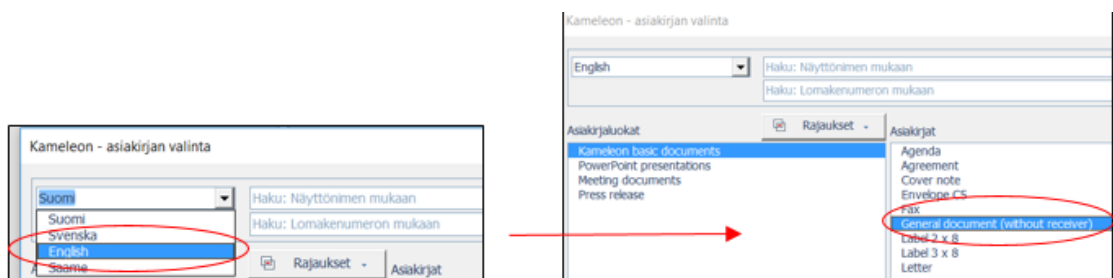 Kameleon - asiakirjan valinta
Suomi
Haku: Näyttönimen mukaan
Haku: Lomakenumeron mukaan
Suomi
Svenska
English
Saame
Rajaukset
Asiakirjat
Kameleon - asiakirjan valinta
English
Haku: Näyttönimen mukaan
Haku: Lomakenumeron mukaan
Asiakirjaluokat
Rajaukset
Asiakirjat
Kameleon basic documents
PowerPoint presentations
Meeting documents
Press release
Agenda
Agreement
Cover note
Envelope C5
Fax
General document (without receiver)
Label 2 x 8
Label 3 x 8
Letter